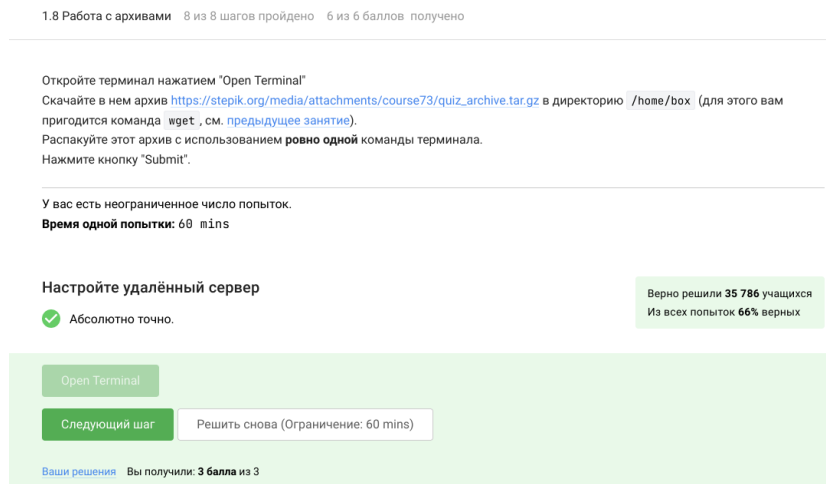 1.8 Работа с архивами 8 из 8 шагов пройдено 6 из 6 баллов получено
Откройте терминал нажатием "Open Terminal"
Скачайте в нем архив https://stepik.org/media/attachments/course73/quiz_archive.tar.gz в директорию /home/box (для этого вам
пригодится команда wget, см. предыдущее занятие).
Распакуйте этот архив с использованием ровно одной команды терминала.
Нажмите кнопку "Submit".
У вас есть неограниченное число попыток.
Время одной попытки: 60 mins
Настройте удалённый сервер
Абсолютно точно.
Верно решили 35 786 учащихся
Из всех попыток 66% верных
Open Terminal
Следующий шаг Решить снова (Ограничение: 60 mins)
Ваши решения Вы получили: 3 балла из 3